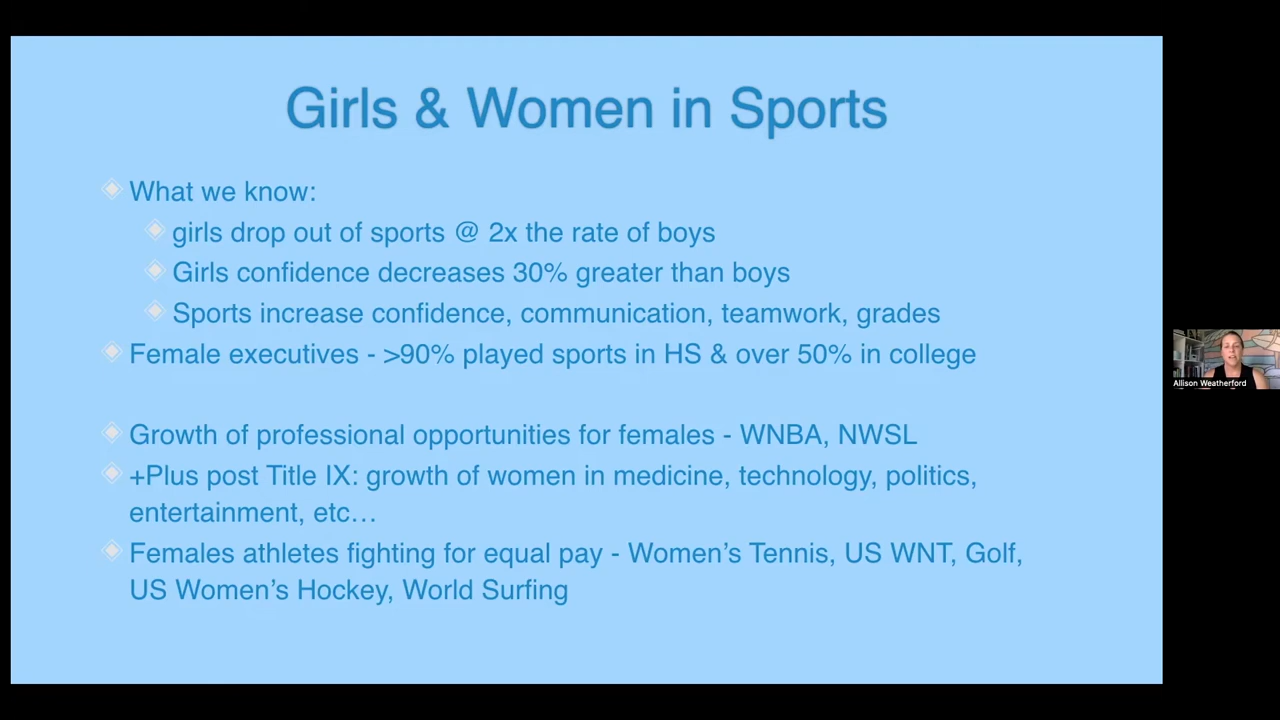 Girls & Women in Sports
What we know:
girls drop out of sports @ 2x the rate of boys
Girls confidence decreases 30% greater than boys
Sports increase confidence, communication, teamwork, grades
Female executives - >90% played sports in HS & over 50% in college
Growth of professional opportunities for females - WNBA, NWSL
+Plus post Title IX: growth of women in medicine, technology, politics,
entertainment, etc…
Females athletes fighting for equal pay - Women’s Tennis, US WNT, Golf,
US Women’s Hockey, World Surfing
Allison Weatherford